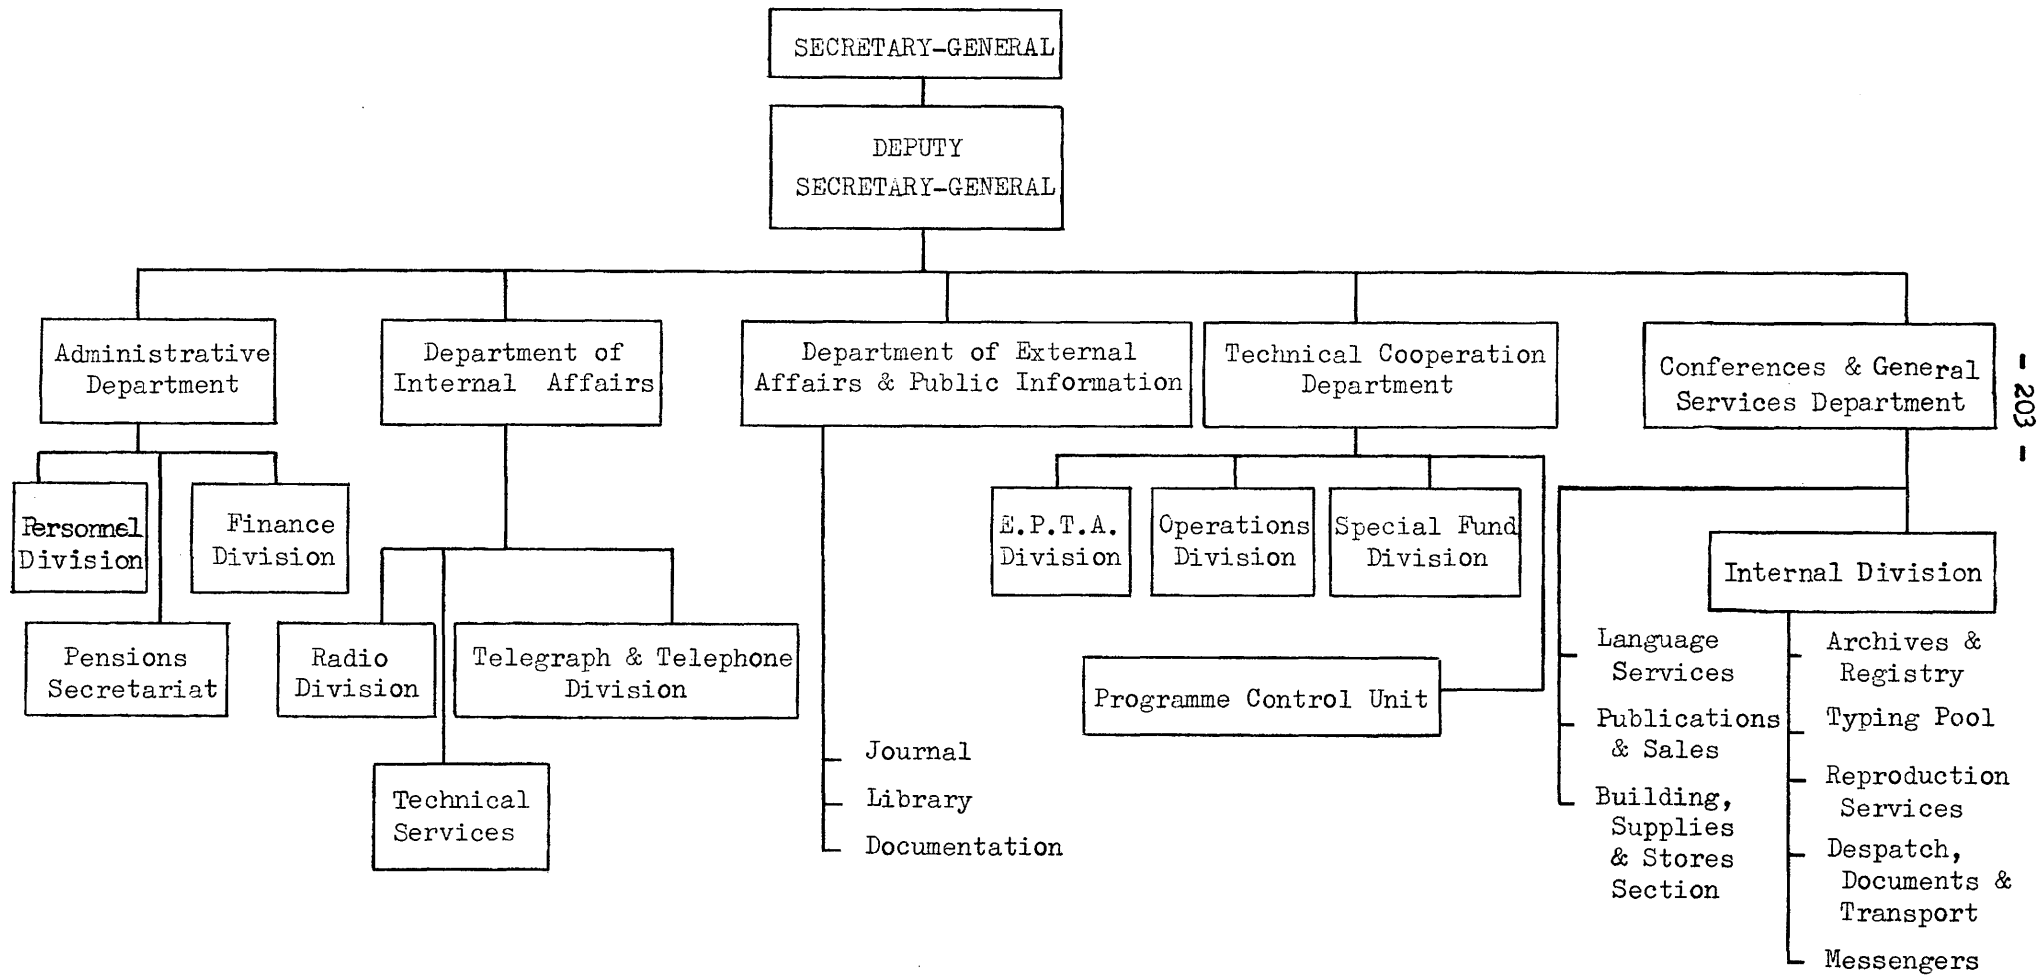 SECRETARY-GENERAL
DEPUTY
SECRETARY-GENERAL
Administrative
Department
Department of
Internal Affairs
Department of External
Affairs & Public Information
Technical Cooperation
Department
Conferences & General
Services Department
- 203 -
Personnel
Division
Finance
Division
Pensions
Secretariat
Radio
Division
Telegraph & Telephone
Division
Technical
Services
Journal
Library
Documentation
E.P.T.A.
Division
Operations
Division
Special Fund
Division
Programme Control Unit
Language
Services
Publications
& Sales
Building,
Supplies
& Stores
Section
Internal Division
Archives &
Registry
Typing Pool
Reproduction
Services
Despatch,
Documents &
Transport
Messengers